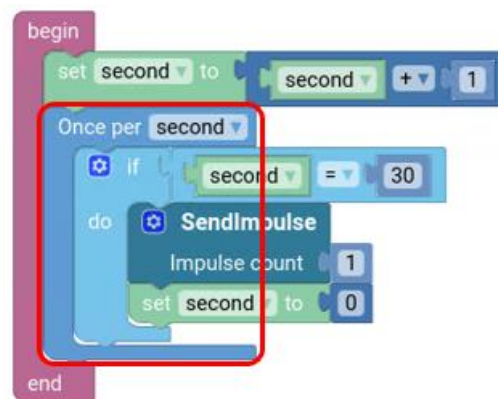 begin
set second to second + 1
Once per second
if second = 30
do SendImpulse
Impulse count 1
set second to 0
end